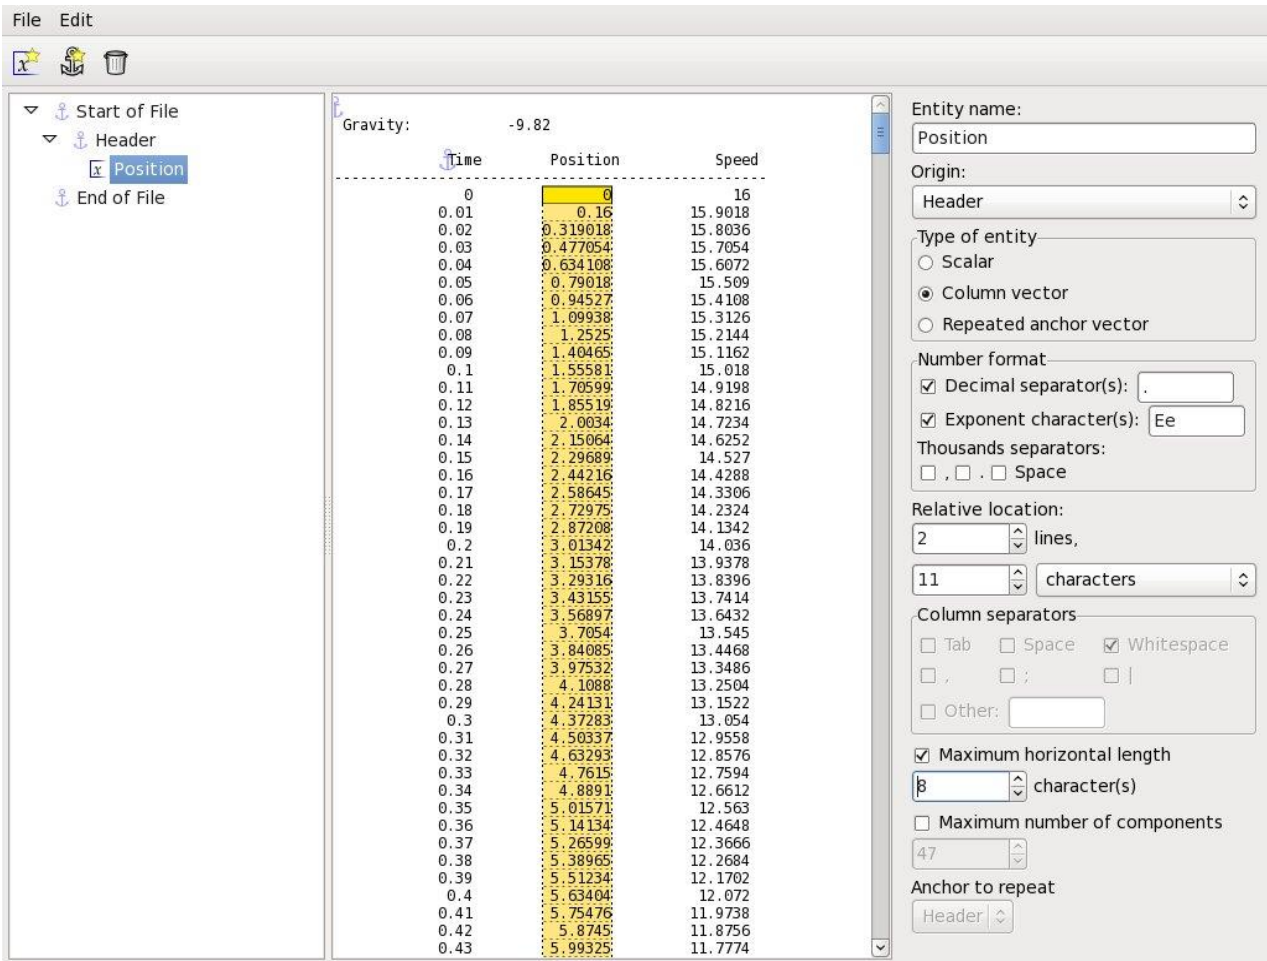 File Edit
Start of File
Header
x Position
End of File
Gravity: -9.82
Time Position Speed
--------------------------------------------------
0 0 16
0.01 0.16 15.9018
0.02 0.319018 15.8036
0.03 0.477054 15.7054
0.04 0.634108 15.6072
0.05 0.79018 15.509
0.06 0.94527 15.4108
0.07 1.09938 15.3126
0.08 1.2525 15.2144
0.09 1.40465 15.1162
0.1 1.55581 15.018
0.11 1.70599 14.9198
0.12 1.85519 14.8216
0.13 2.0034 14.7234
0.14 2.15064 14.6252
0.15 2.29689 14.527
0.16 2.44216 14.4288
0.17 2.58645 14.3306
0.18 2.72975 14.2324
0.19 2.87208 14.1342
0.2 3.01342 14.036
0.21 3.15378 13.9378
0.22 3.29316 13.8396
0.23 3.43155 13.7414
0.24 3.56897 13.6432
0.25 3.7054 13.545
0.26 3.84085 13.4468
0.27 3.97532 13.3486
0.28 4.1088 13.2504
0.29 4.24131 13.1522
0.3 4.37283 13.054
0.31 4.50337 12.9558
0.32 4.63293 12.8576
0.33 4.7615 12.7594
0.34 4.8891 12.6612
0.35 5.01571 12.563
0.36 5.14134 12.4648
0.37 5.26599 12.3666
0.38 5.38965 12.2684
0.39 5.51234 12.1702
0.4 5.63404 12.072
0.41 5.75476 11.9738
0.42 5.8745 11.8756
0.43 5.99325 11.7774
Entity name:
Position
Origin:
Header
Type of entity
Scalar
Column vector
Repeated anchor vector
Number format
Decimal separator(s): .
Exponent character(s): Ee
Thousands separators:
, . Space
Relative location:
2 lines,
11 characters
Column separators
Tab Space Whitespace
, ; |
Other:
Maximum horizontal length
8 character(s)
Maximum number of components
47
Anchor to repeat
Header